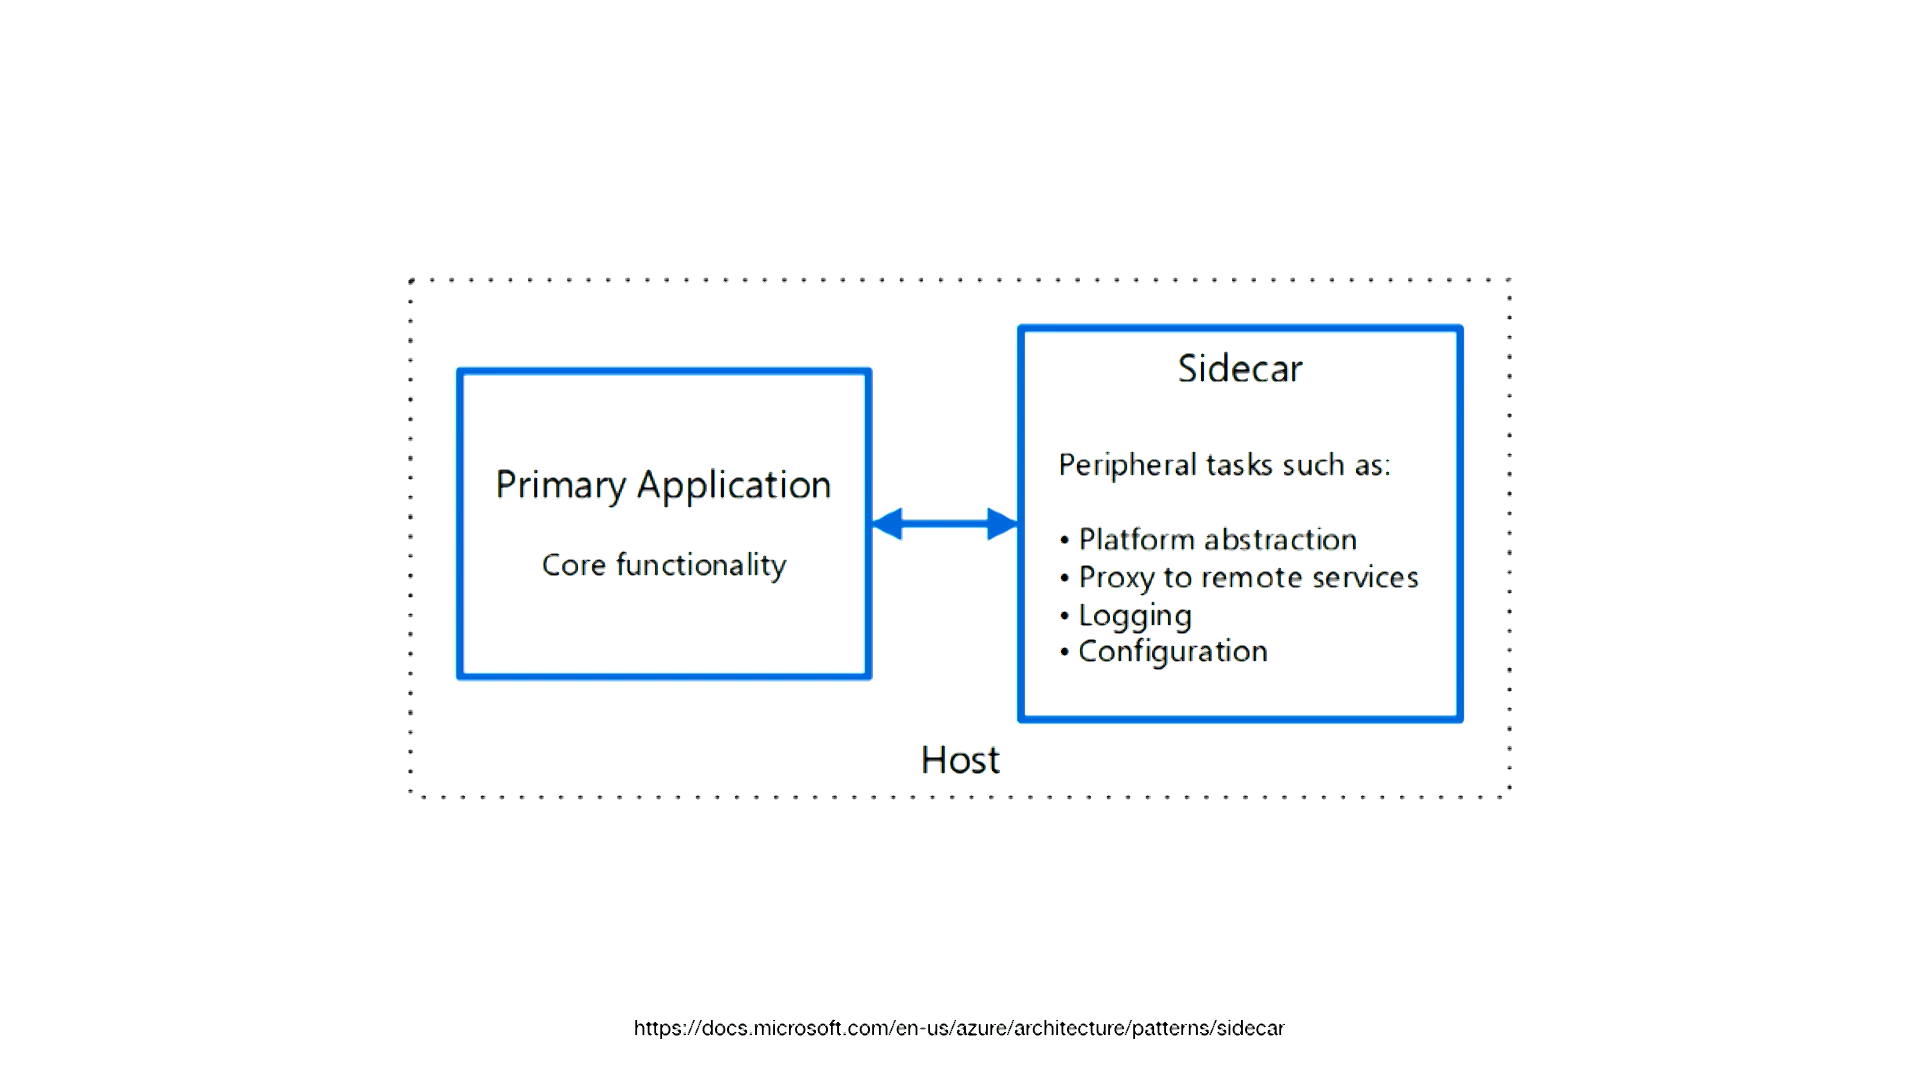 Primary Application
Core functionality
Sidecar
Peripheral tasks such as:
• Platform abstraction
• Proxy to remote services
• Logging
• Configuration
Host
https://docs.microsoft.com/en-us/azure/architecture/patterns/sidecar